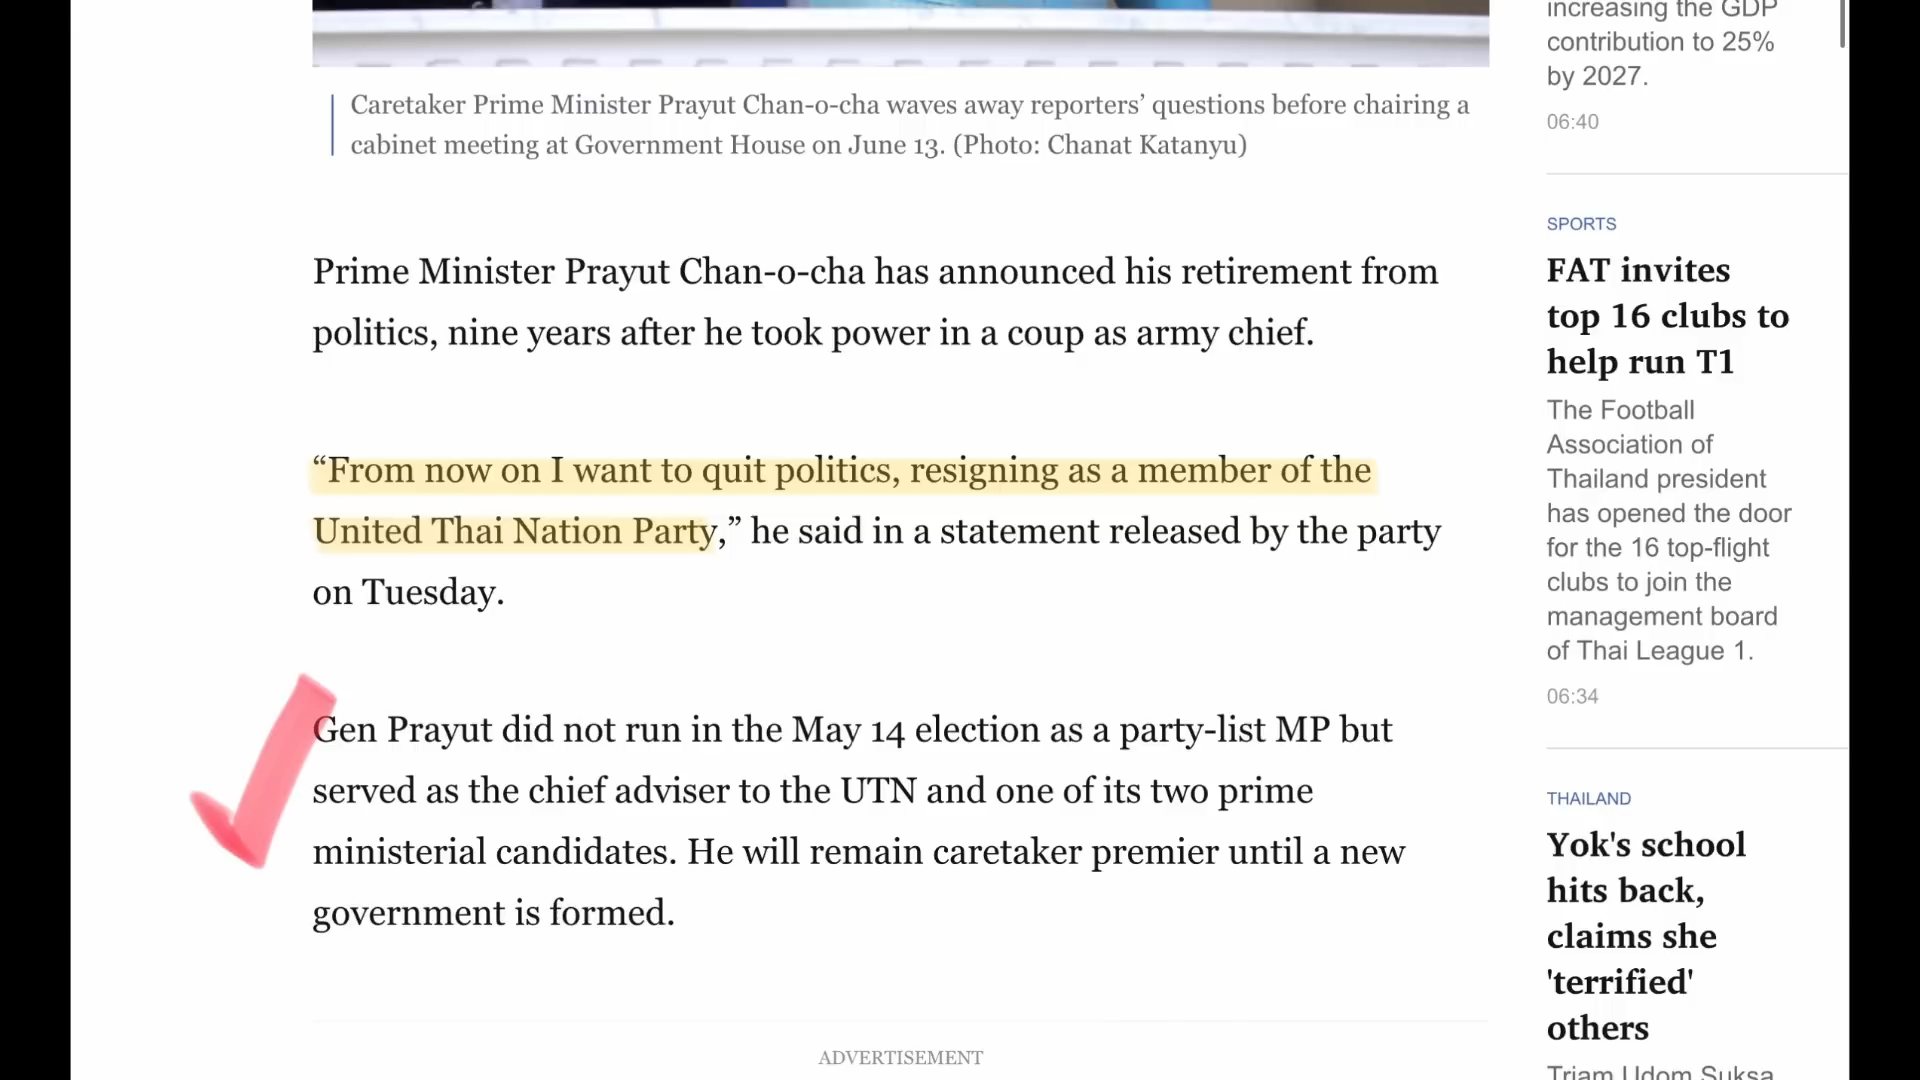 Caretaker Prime Minister Prayut Chan-o-cha waves away reporters’ questions before chairing a
cabinet meeting at Government House on June 13. (Photo: Chanat Katanyu)
Prime Minister Prayut Chan-o-cha has announced his retirement from
politics, nine years after he took power in a coup as army chief.
“From now on I want to quit politics, resigning as a member of the
United Thai Nation Party,” he said in a statement released by the party
on Tuesday.
Gen Prayut did not run in the May 14 election as a party-list MP but
served as the chief adviser to the UTN and one of its two prime
ministerial candidates. He will remain caretaker premier until a new
government is formed.
ADVERTISEMENT
increasing the GDP
contribution to 25%
by 2027.
06:40
SPORTS
FAT invites
top 16 clubs to
help run T1
The Football
Association of
Thailand president
has opened the door
for the 16 top-flight
clubs to join the
management board
of Thai League 1.
06:34
THAILAND
Yok's school
hits back,
claims she
'terrified'
others
Triam Udom Suksa